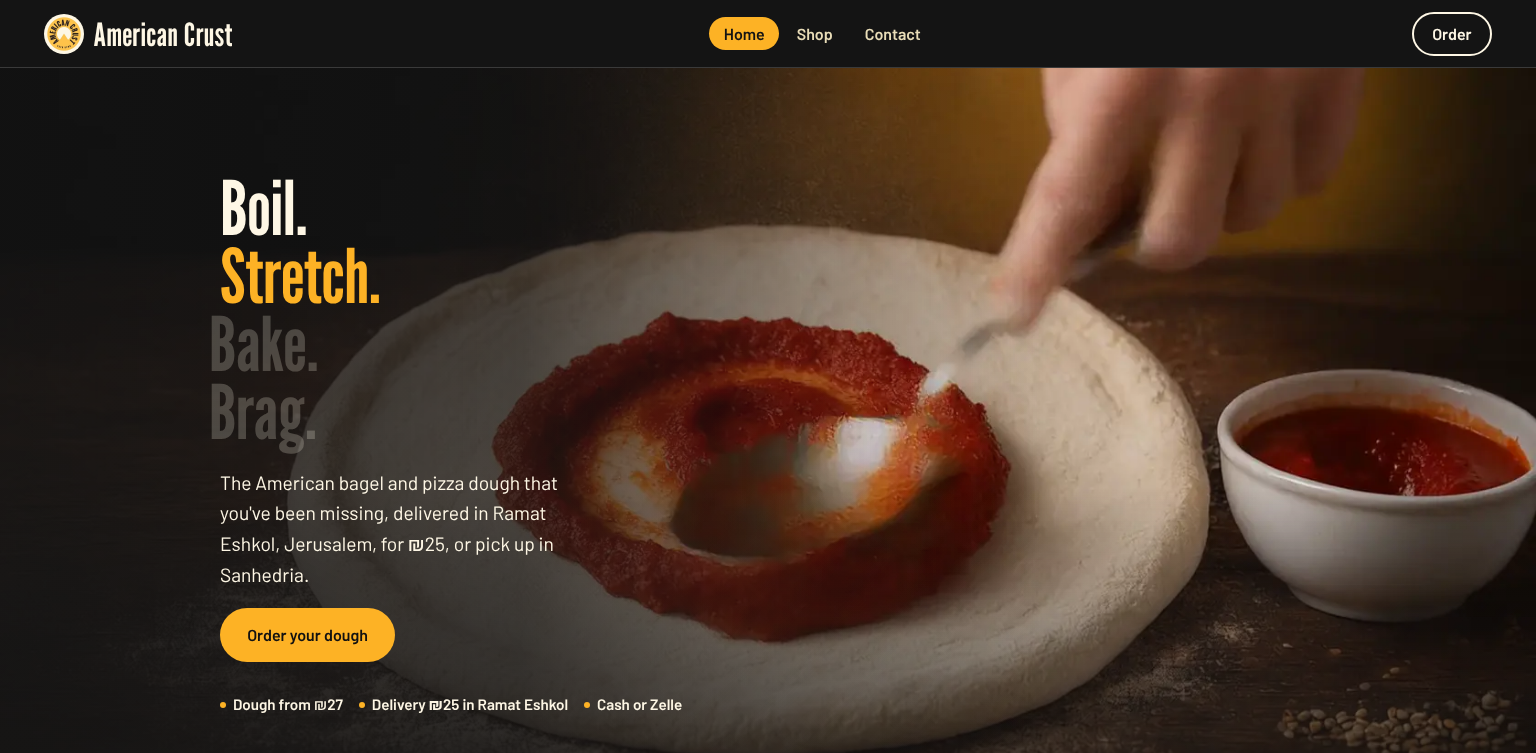 AMERICAN CRUST
American Crust
Home
Shop
Contact
Order
Boil.
Stretch.
Bake.
Brag.
The American bagel and pizza dough that
you've been missing, delivered in Ramat
Eshkol, Jerusalem, for ₪25, or pick up in
Sanhedria.
Order your dough
Dough from ₪27
Delivery ₪25 in Ramat Eshkol
Cash or Zelle